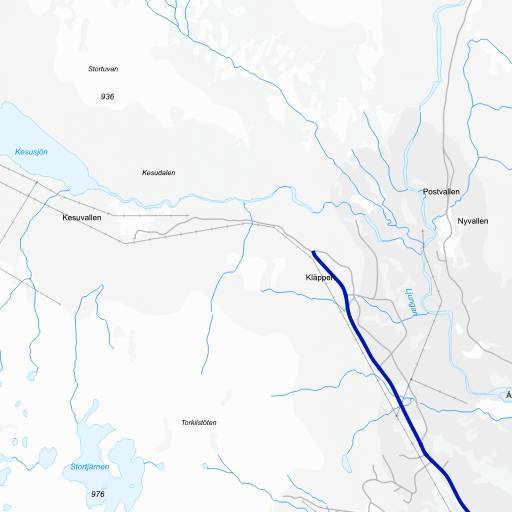 Stortuvan
936
Kesusjön
Kesudalen
Postvallen
Kesuvallen
Nyvallen
Kläppen
Ljungan
Å
Torkilstöten
Stortjärnen
976